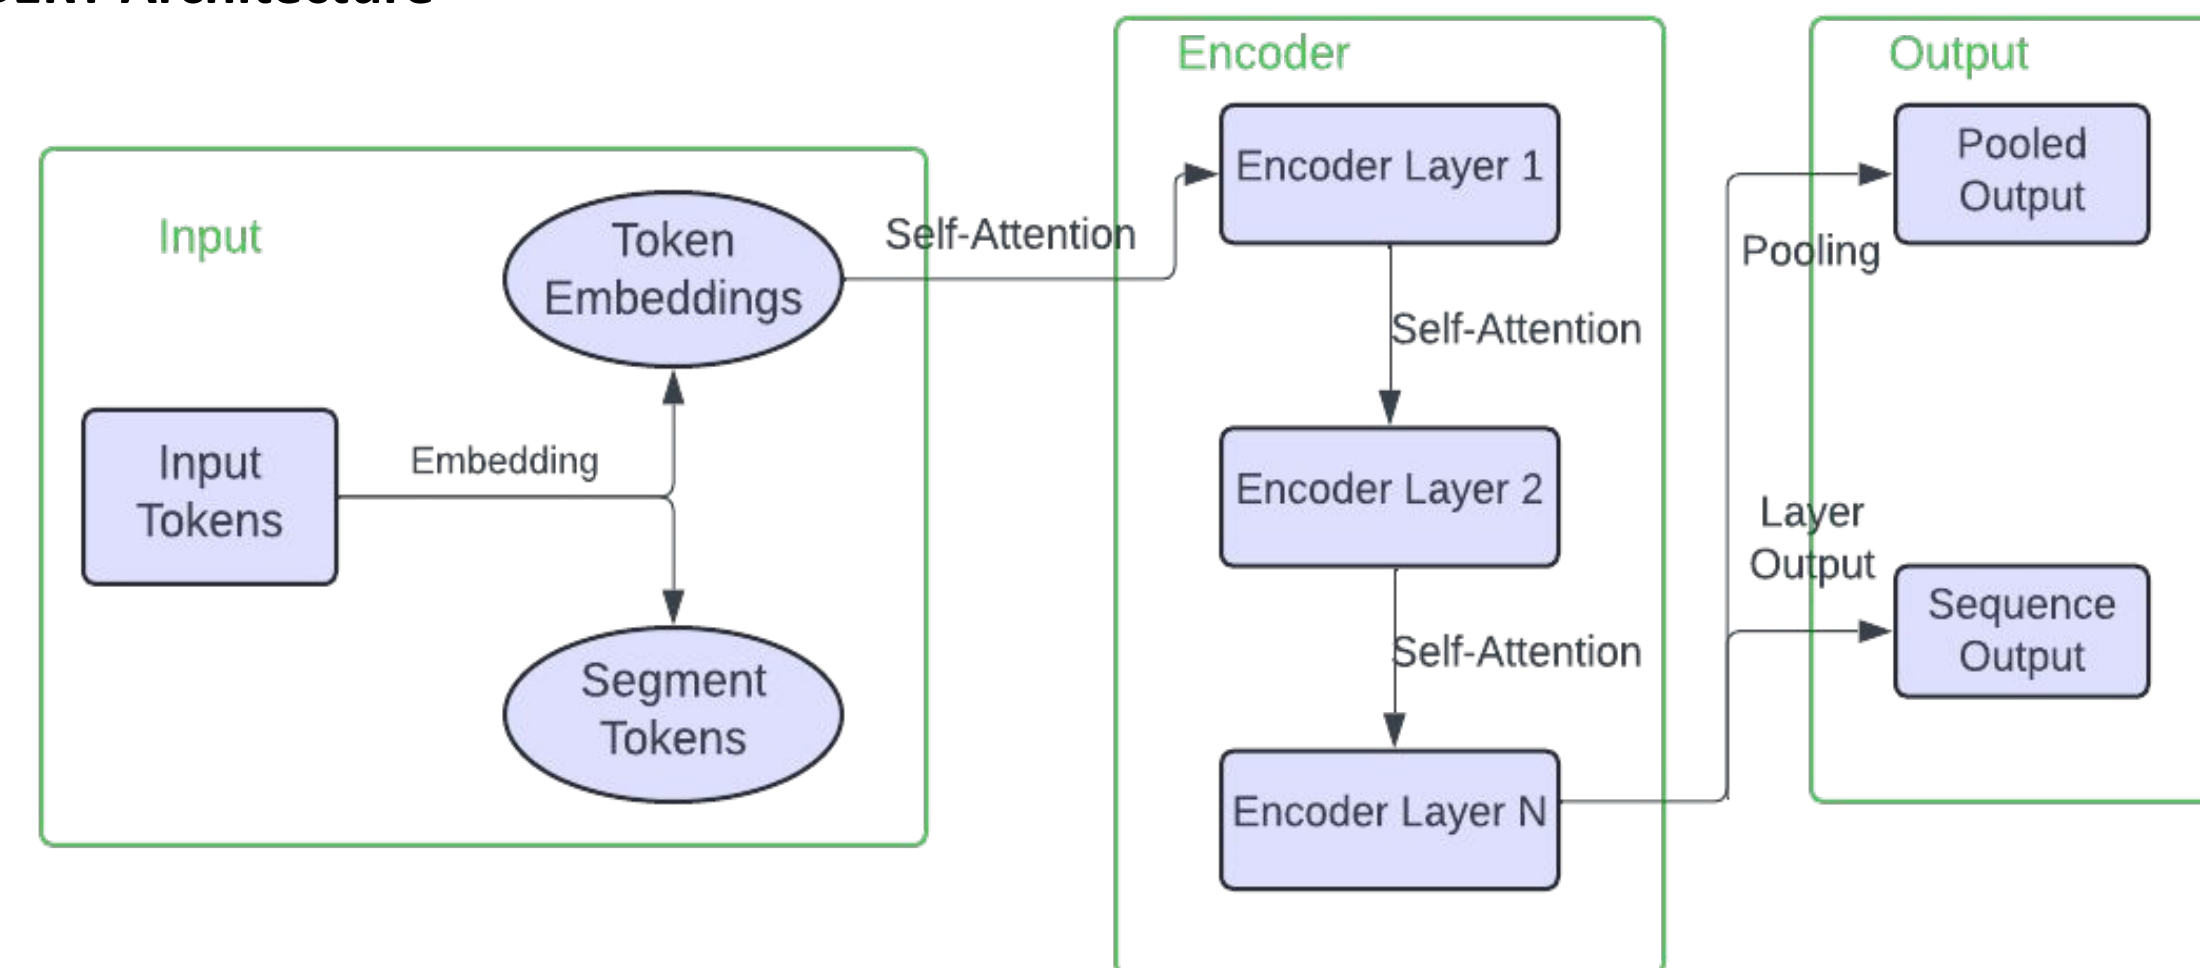 Architecture
Input
Input
Tokens
Embedding
Token
Embeddings
Segment
Tokens
Self-Attention
Encoder
Encoder Layer 1
Self-Attention
Encoder Layer 2
Self-Attention
Encoder Layer N
Output
Pooling
Pooled
Output
Layer
Output
Sequence
Output